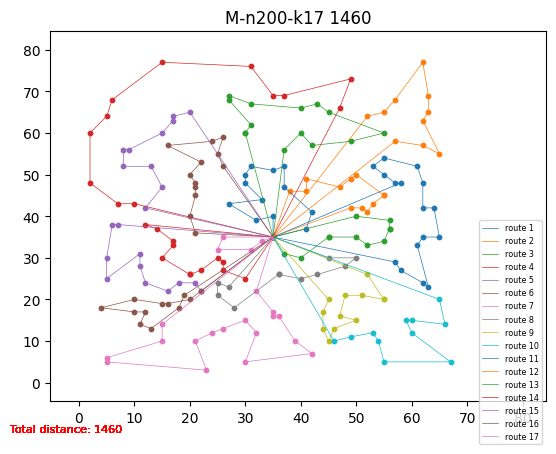 M-n200-k17 1460
80
70
60
50
40
30
20
10
0
0 10 20 30 40 50 60 70 80
route 1
route 2
route 3
route 4
route 5
route 6
route 7
route 8
route 9
route 10
route 11
route 12
route 13
route 14
route 15
route 16
route 17
Total distance: 1460